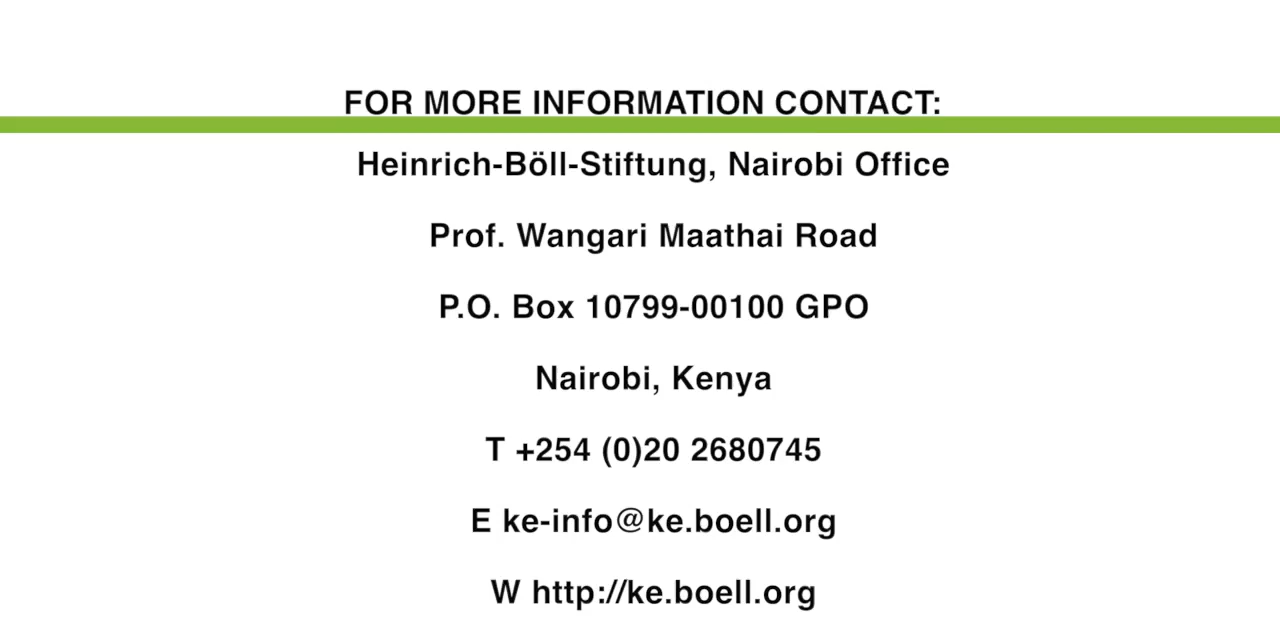 FOR MORE INFORMATION CONTACT:
Heinrich-Böll-Stiftung, Nairobi Office
Prof. Wangari Maathai Road
P.O. Box 10799-00100 GPO
Nairobi, Kenya
T +254 (0)20 2680745
E ke-info@ke.boell.org
W http://ke.boell.org